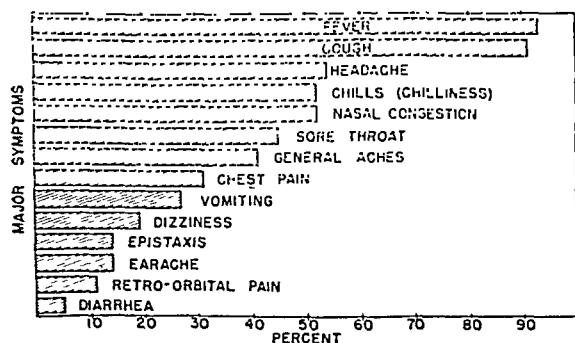 FEVER
COUGH
HEADACHE
CHILLS (CHILLINESS)
NASAL CONGESTION
SORE THROAT
GENERAL ACHES
CHEST PAIN
VOMITING
DIZZINESS
EPISTAXIS
EARACHE
RETRO-ORBITAL PAIN
DIARRHEA
MAJOR SYMPTOMS
10 20 30 40 50 60 70 80 90
PERCENT